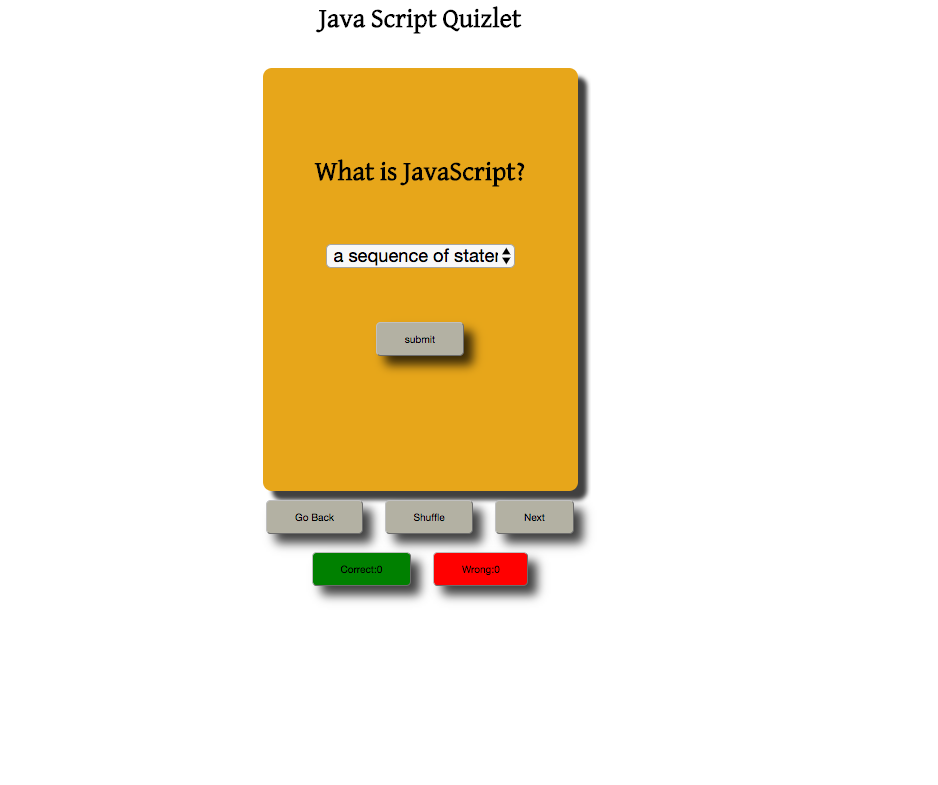 Java Script Quizlet
What is JavaScript?
a sequence of stater
submit
Go Back Shuffle Next
Correct:0 Wrong:0